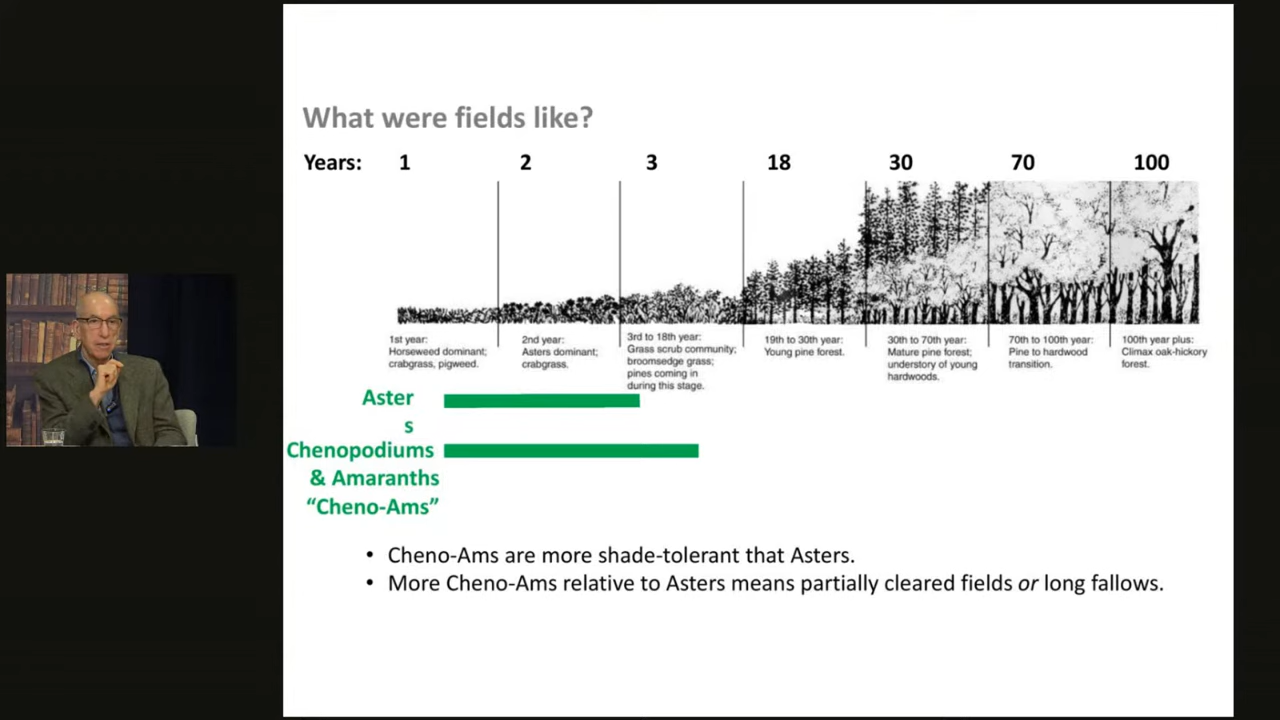 What were fields like?
Years: 1 2 3 18 30 70 100
1st year:
Horseweed dominant;
crabgrass, pigweed.
2nd year:
Asters dominant;
crabgrass.
3rd to 18th year:
Grass scrub community;
broomsedge grass;
pines coming in
during this stage.
19th to 30th year:
Young pine forest.
30th to 70th year:
Mature pine forest;
understory of young
hardwoods.
70th to 100th year:
Pine to hardwood
transition.
100th year plus:
Climax oak-hickory
forest.
Aster
s
Chenopodiums
& Amaranths
“Cheno-Ams”
• Cheno-Ams are more shade-tolerant that Asters.
• More Cheno-Ams relative to Asters means partially cleared fields or long fallows.